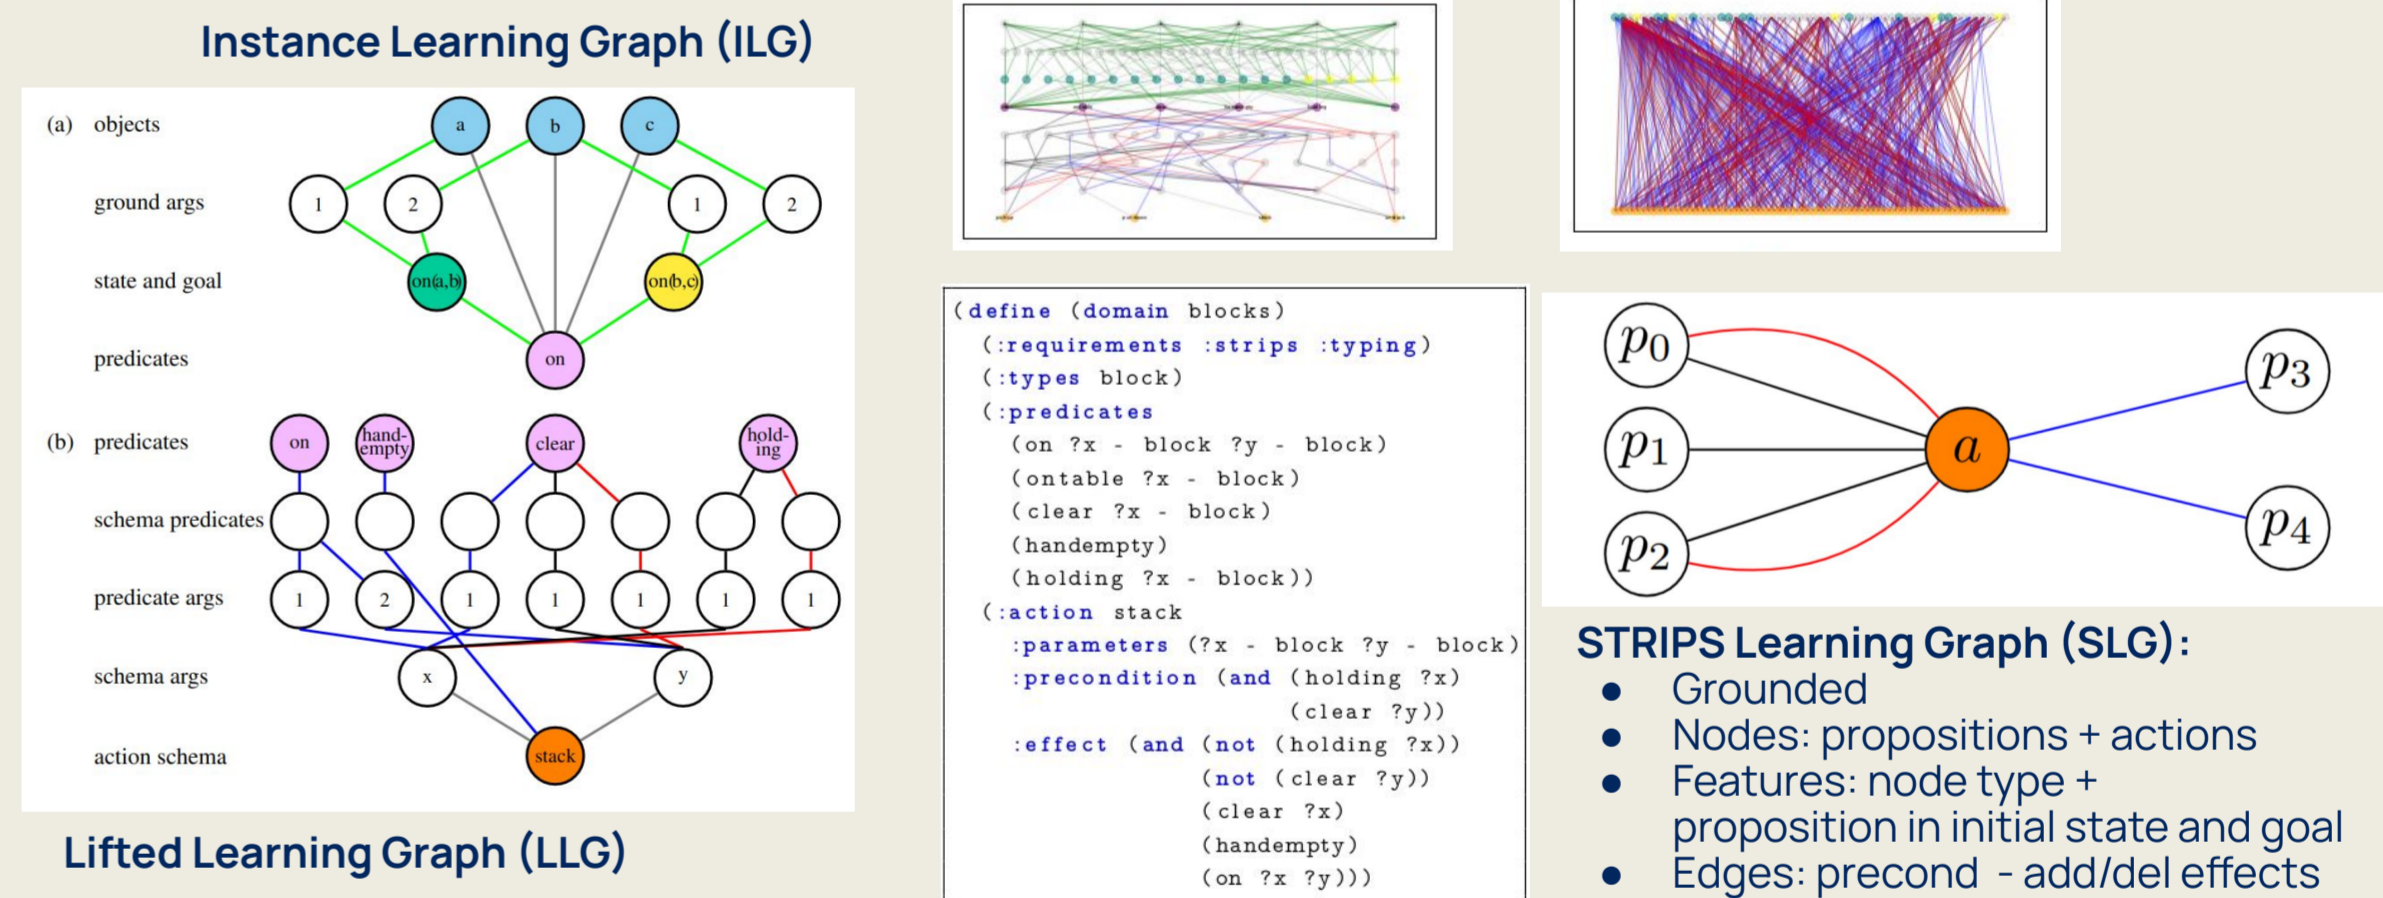 Instance Learning Graph (ILG)
(a) objects
a b c
ground args
1 2 1 2
state and goal
on(a,b) on(b,c)
predicates
on
(b) predicates
on hand-empty clear hold-ing
schema predicates
predicate args
1 2 1 1 1 1 1
schema args
x y
action schema
stack
Lifted Learning Graph (LLG)
(define (domain blocks)
(:requirements :strips :typing)
(:types block)
(:predicates
(on ?x - block ?y - block)
(ontable ?x - block)
(clear ?x - block)
(handempty)
(holding ?x - block))
(:action stack
:parameters (?x - block ?y - block)
:precondition (and (holding ?x)
(clear ?y))
:effect (and (not (holding ?x))
(not (clear ?y))
(clear ?x)
(handempty)
(on ?x ?y)))
p0
p1
p2
a
p3
p4
STRIPS Learning Graph (SLG):
● Grounded
● Nodes: propositions + actions
● Features: node type +
proposition in initial state and goal
● Edges: precond - add/del effects